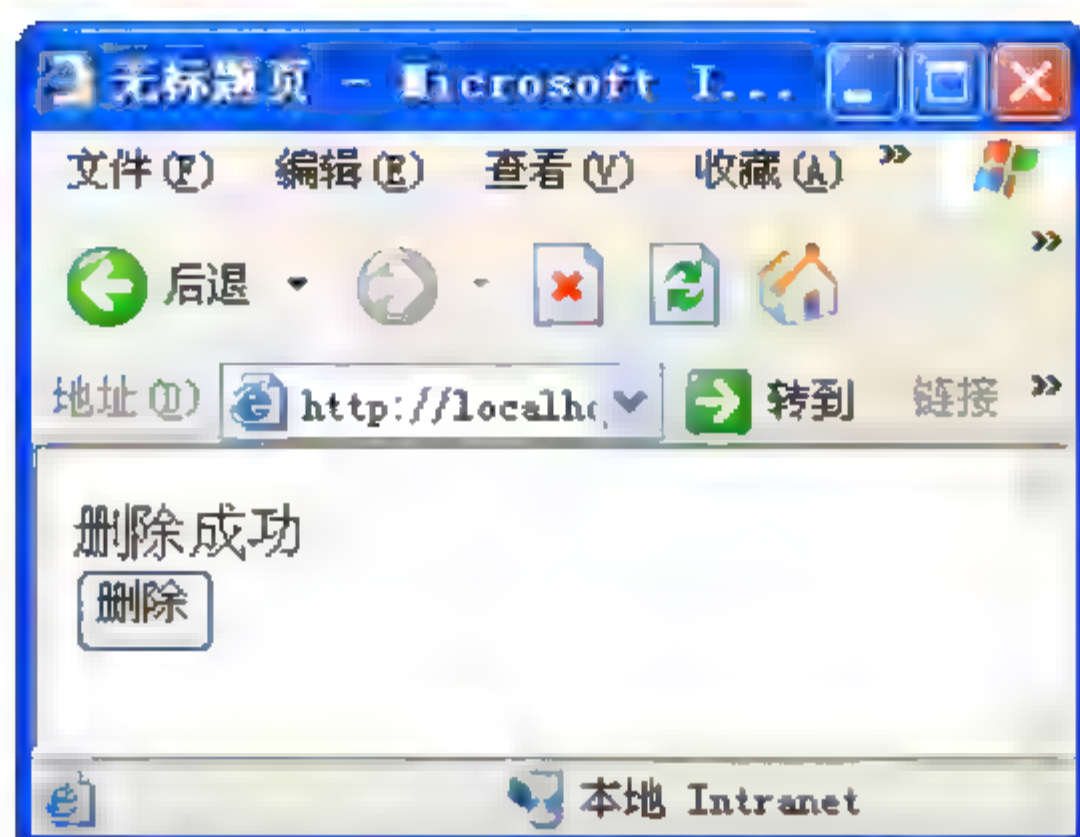 无标题页 - Microsoft I...
文件(F) 编辑(E) 查看(V) 收藏(A) »
后退 »
地址(D) http://localho 转到 链接 »
删除成功
删除
本地 Intranet